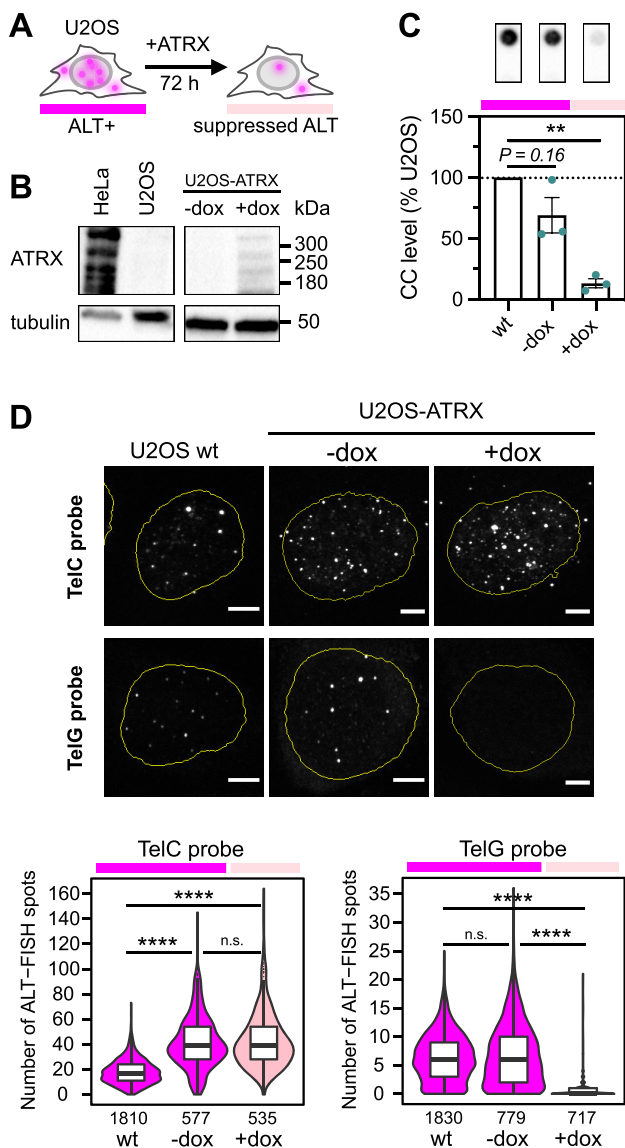 A
U2OS
+ATRX
72 h
ALT+
suppressed ALT
B
HeLa
U2OS
U2OS-ATRX
-dox
+dox
kDa
ATRX
300
250
180
tubulin
50
C
150
**
P = 0.16
100
50
0
CC level (% U2OS)
wt
-dox
+dox
D
U2OS-ATRX
U2OS wt
-dox
+dox
TelC probe
TelG probe
TelC probe
Number of ALT−FISH spots
160
140
120
100
80
60
40
20
0
****
****
n.s.
1810
577
535
wt
-dox
+dox
TelG probe
Number of ALT−FISH spots
35
30
25
20
15
10
5
0
****
n.s.
****
1830
779
717
wt
-dox
+dox